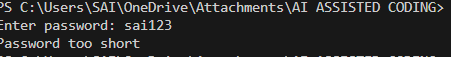 PS C:\Users\SAI\OneDrive\Attachments\AI ASSISTED CODING>
Enter password: sai123
Password too short